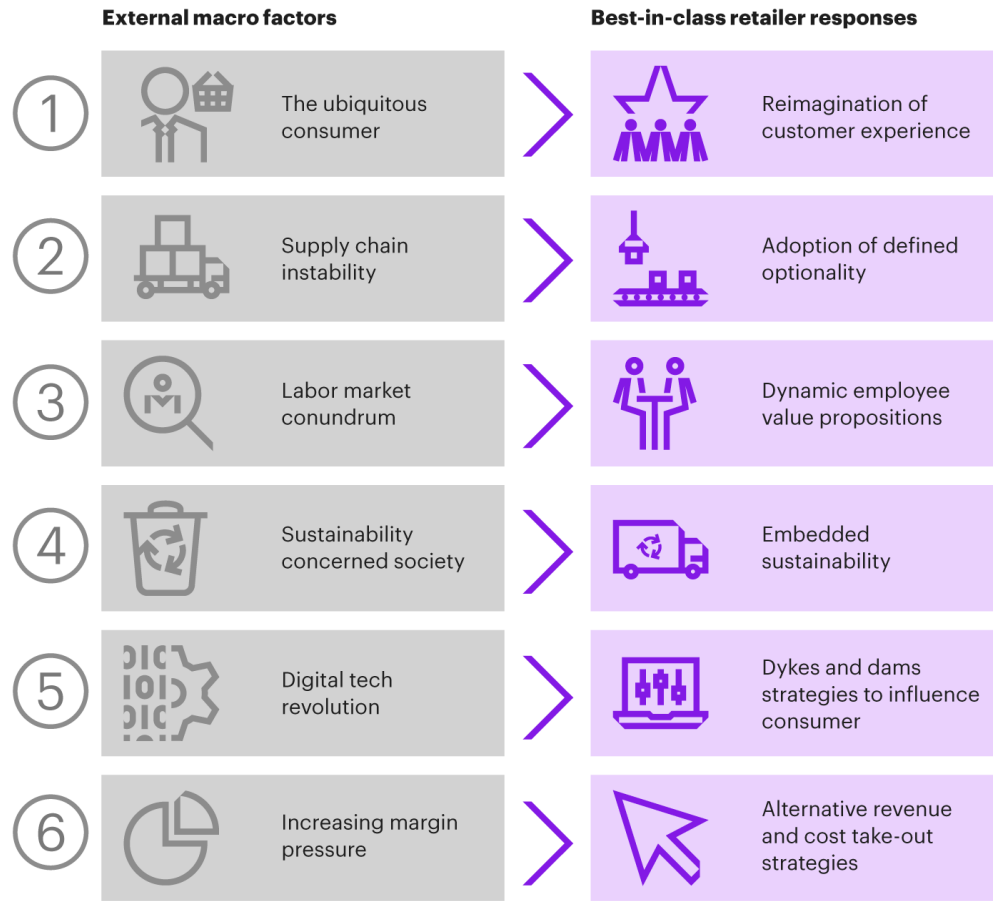 External macro factors
Best-in-class retailer responses
1
The ubiquitous
consumer
Reimagination of
customer experience
2
Supply chain
instability
Adoption of defined
optionality
3
Labor market
conundrum
Dynamic employee
value propositions
4
Sustainability
concerned society
Embedded
sustainability
5
Digital tech
revolution
Dykes and dams
strategies to influence
consumer
6
Increasing margin
pressure
Alternative revenue
and cost take-out
strategies